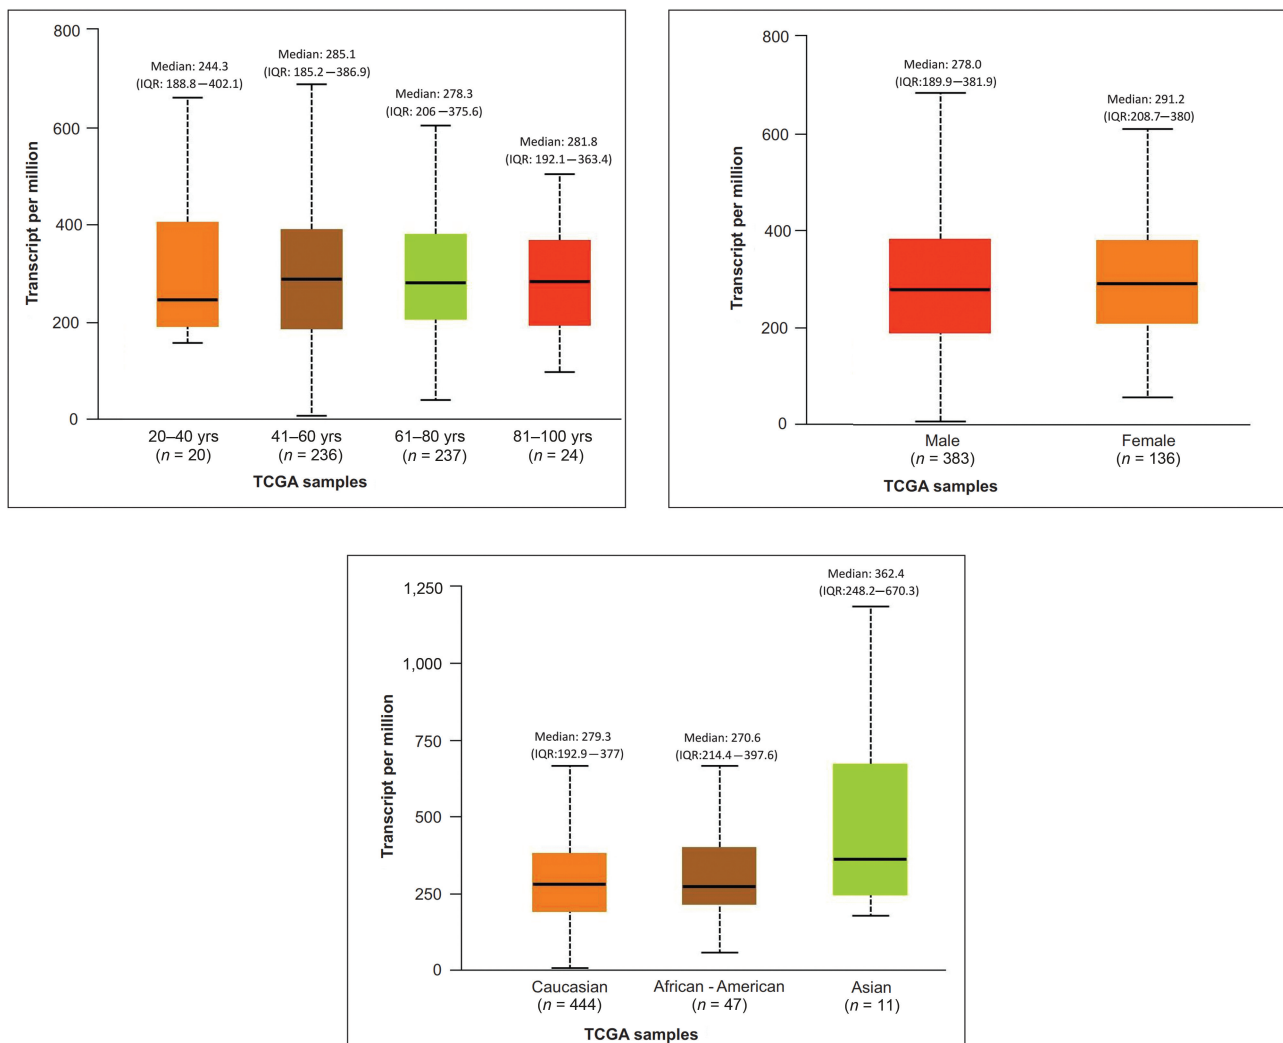 800
600
400
200
0
Transcript per million
Median: 244.3
(IQR: 188.8—402.1)
Median: 285.1
(IQR: 185.2—386.9)
Median: 278.3
(IQR: 206—375.6)
Median: 281.8
(IQR: 192.1—363.4)
20–40 yrs
(n = 20)
41–60 yrs
(n = 236)
61–80 yrs
(n = 237)
81–100 yrs
(n = 24)
TCGA samples
800
600
400
200
0
Transcript per million
Median: 278.0
(IQR:189.9—381.9)
Median: 291.2
(IQR:208.7—380)
Male
(n = 383)
Female
(n = 136)
TCGA samples
1,250
1,000
750
500
250
0
Transcript per million
Median: 279.3
(IQR:192.9—377)
Median: 270.6
(IQR:214.4—397.6)
Median: 362.4
(IQR:248.2—670.3)
Caucasian
(n = 444)
African - American
(n = 47)
Asian
(n = 11)
TCGA samples